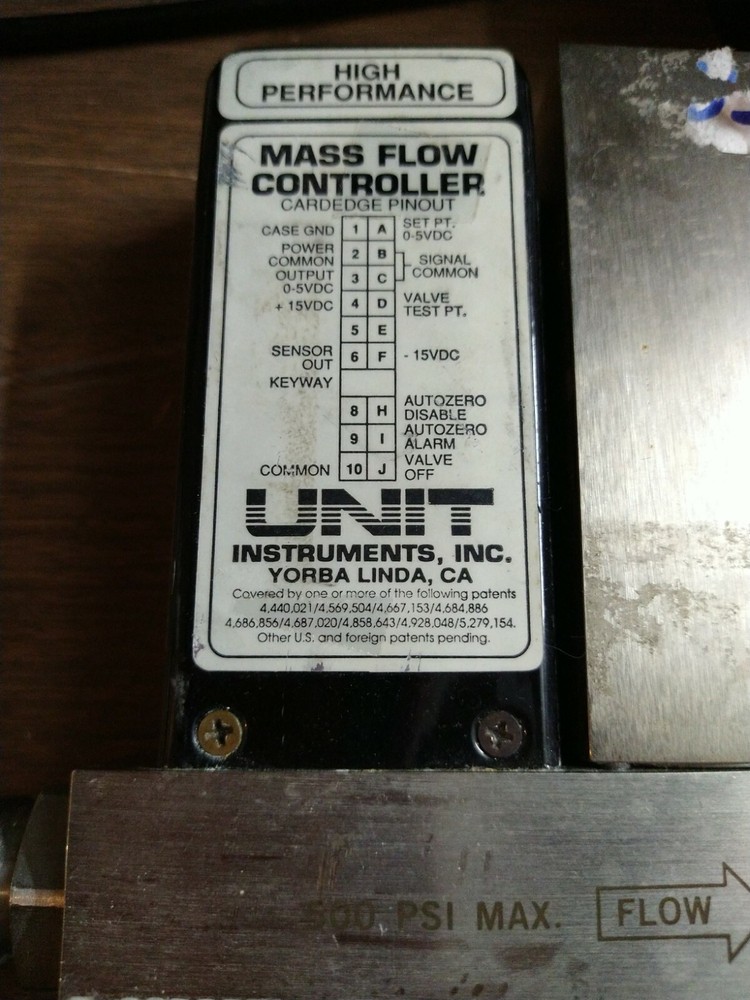 HIGH
PERFORMANCE
MASS FLOW
CONTROLLER
CARDEDGE PINOUT
CASE GND 1 A SET PT.
0-5VDC
POWER
COMMON 2 B SIGNAL
COMMON
OUTPUT
0-5VDC 3 C
+ 15VDC 4 D VALVE
TEST PT.
5 E
SENSOR
OUT 6 F - 15VDC
KEYWAY
8 H AUTOZERO
DISABLE
9 I AUTOZERO
ALARM
COMMON 10 J VALVE
OFF
UNIT
INSTRUMENTS, INC.
YORBA LINDA, CA
Covered by one or more of the following patents
4,440,021/4,569,504/4,667,153/4,684,886
4,686,856/4,687,020/4,858,643/4,928,048/5,279,154.
Other U.S. and foreign patents pending.
500 PSI MAX. FLOW